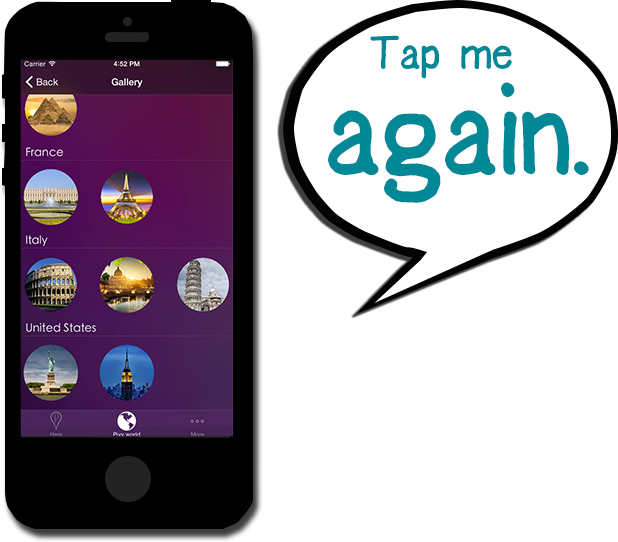 Carrier 4:52 PM
Back Gallery
France
Italy
United States
Here Pixy world More
Tap me
again.